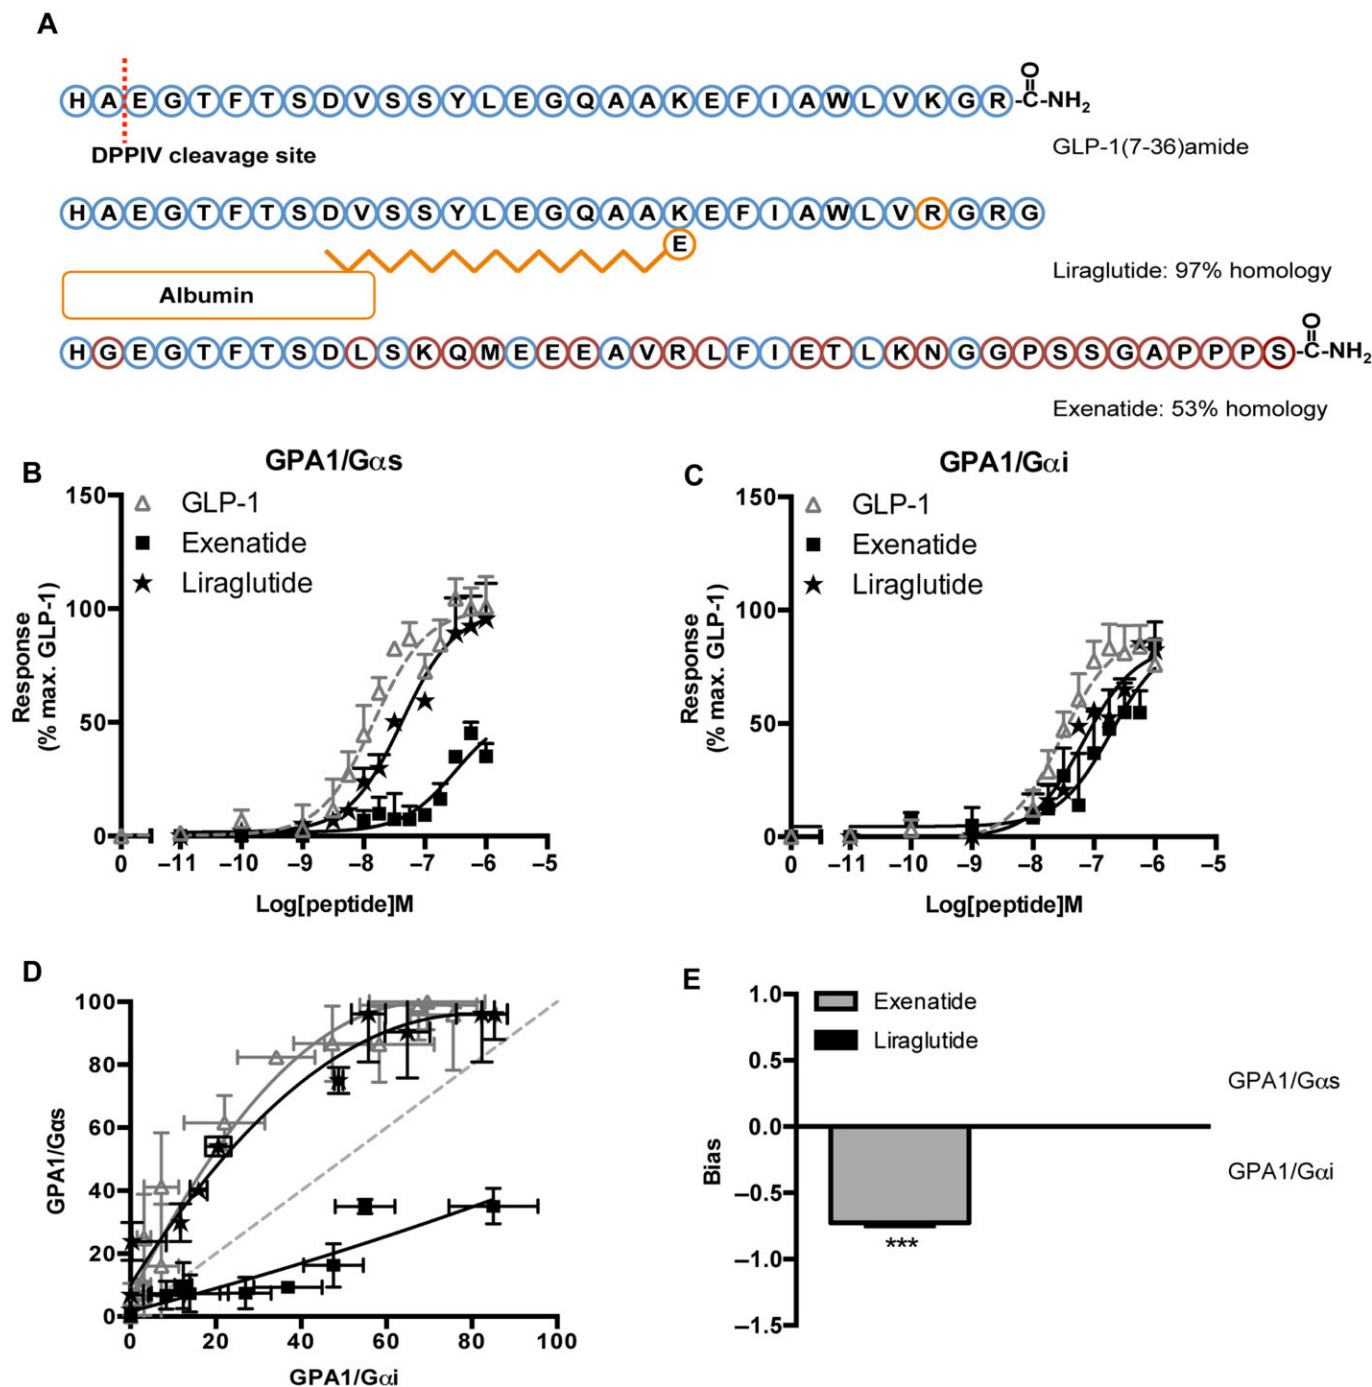 A
H A E G T F T S D V S S Y L E G Q A A K E F I A W L V K G R -C-NH2
O
DPPIV cleavage site
GLP-1(7-36)amide
H A E G T F T S D V S S Y L E G Q A A K E F I A W L V R G R G
E
Liraglutide: 97% homology
Albumin
H G E G T F T S D L S K Q M E E E A V R L F I E T L K N G G P S S G A P P P S -C-NH2
O
Exenatide: 53% homology
B
GPA1/Gαs
150
100
50
0
Response
(% max. GLP-1)
GLP-1
Exenatide
Liraglutide
0 –11 –10 –9 –8 –7 –6 –5
Log[peptide]M
C
GPA1/Gαi
150
100
50
0
Response
(% max. GLP-1)
GLP-1
Exenatide
Liraglutide
0 –11 –10 –9 –8 –7 –6 –5
Log[peptide]M
D
100
80
60
40
20
0
GPA1/Gαs
0 20 40 60 80 100
GPA1/Gαi
E
1.0
0.5
0.0
–0.5
–1.0
–1.5
Bias
Exenatide
Liraglutide
GPA1/Gαs
GPA1/Gαi
***